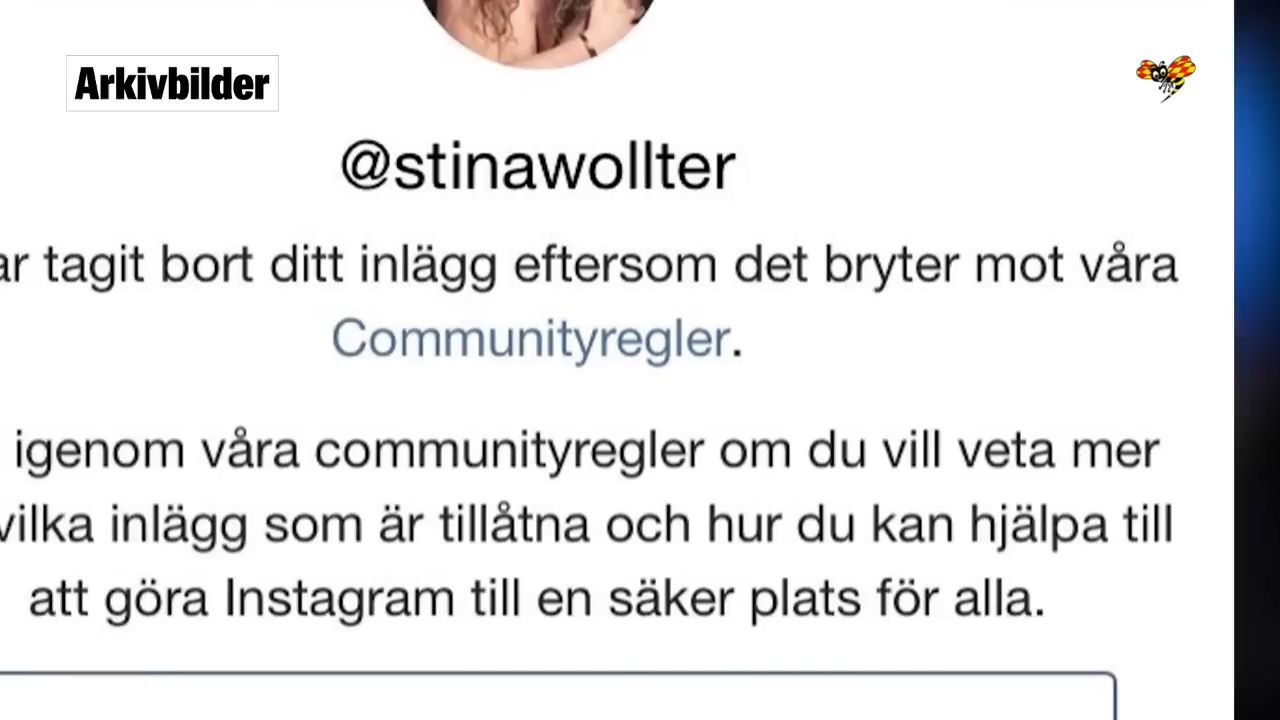 Arkivbilder
@stinawollter
tagit bort ditt inlägg eftersom det bryter mot våra
Communityregler.
igenom våra communityregler om du vill veta mer
vilka inlägg som är tillåtna och hur du kan hjälpa till
att göra Instagram till en säker plats för alla.